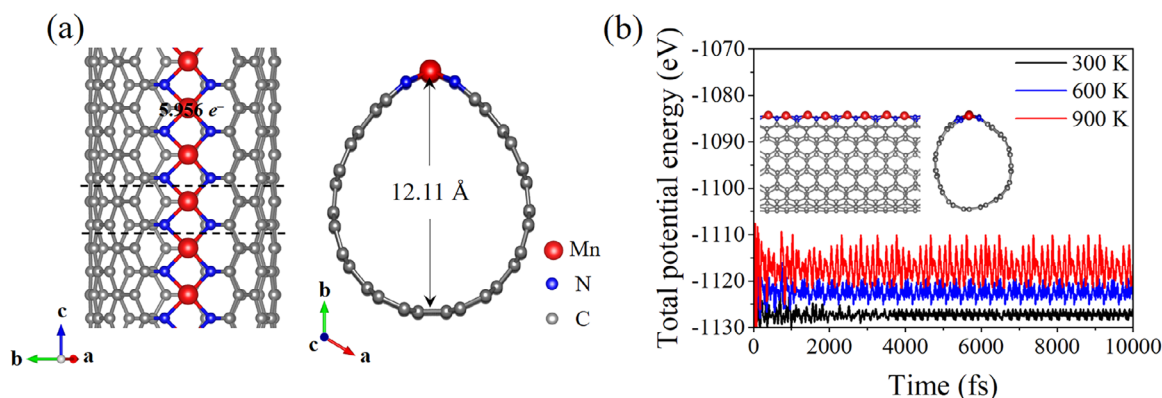 (a)
5.956 e⁻
12.11 Å
Mn
N
C
c
b
a
b
c
a
(b)
Total potential energy (eV)
-1070
-1080
-1090
-1100
-1110
-1120
-1130
300 K
600 K
900 K
0
2000
4000
6000
8000
10000
Time (fs)